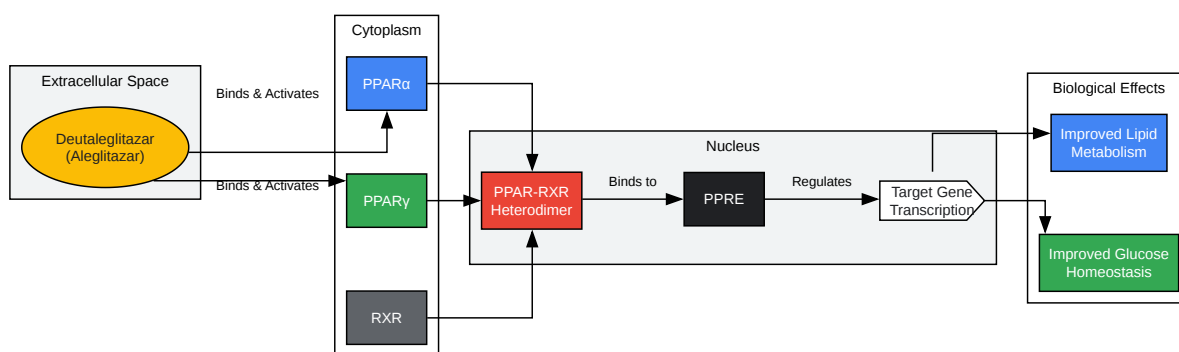 Extracellular Space
Deutaleglitazar
(Aleglitazar)
Binds & Activates
Binds & Activates
Cytoplasm
PPARα
PPARγ
RXR
Nucleus
PPAR-RXR
Heterodimer
Binds to
PPRE
Regulates
Target Gene
Transcription
Biological Effects
Improved Lipid
Metabolism
Improved Glucose
Homeostasis